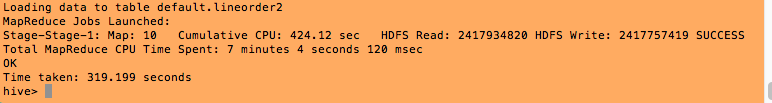 Loading data to table default.lineorder2
MapReduce Jobs Launched:
Stage-Stage-1: Map: 10   Cumulative CPU: 424.12 sec   HDFS Read: 2417934820 HDFS Write: 2417757419 SUCCESS
Total MapReduce CPU Time Spent: 7 minutes 4 seconds 120 msec
OK
Time taken: 319.199 seconds
hive>